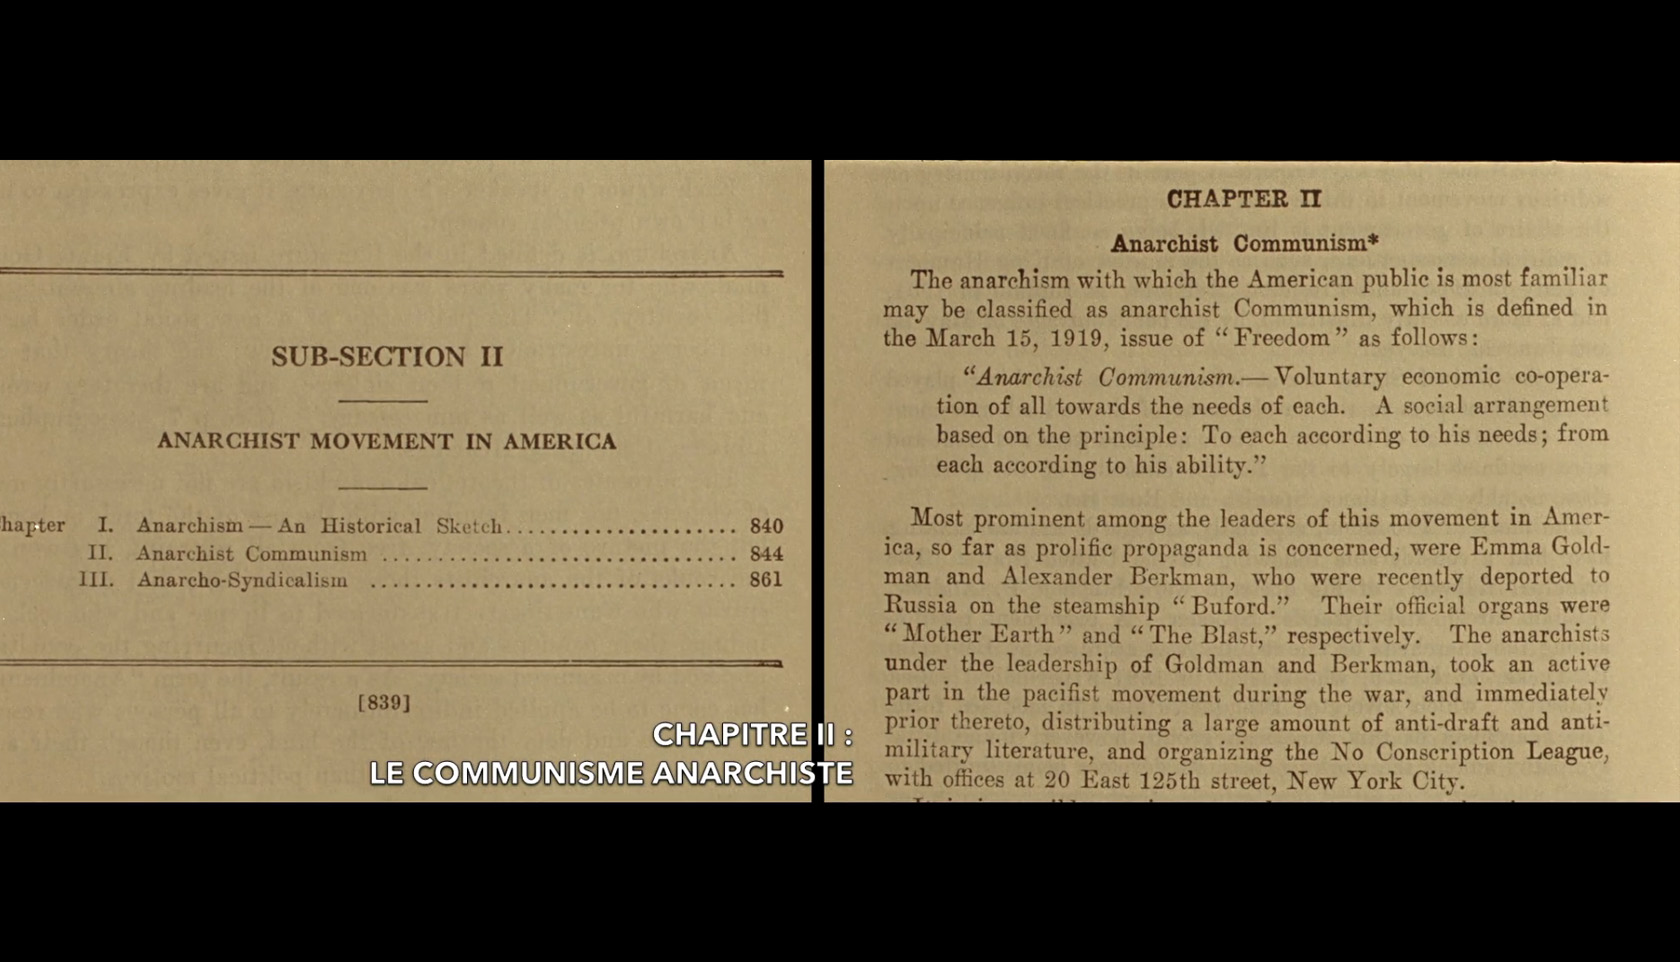 SUB-SECTION II
ANARCHIST MOVEMENT IN AMERICA
hapter I. Anarchism — An Historical Sketch........................ 840
II. Anarchist Communism .................................. 844
III. Anarcho-Syndicalism ................................... 861
[839]
CHAPITRE II :
LE COMMUNISME ANARCHISTE
CHAPTER II
Anarchist Communism*
The anarchism with which the American public is most familiar
may be classified as anarchist Communism, which is defined in
the March 15, 1919, issue of “Freedom” as follows:
“Anarchist Communism.— Voluntary economic co-opera-
tion of all towards the needs of each. A social arrangement
based on the principle: To each according to his needs; from
each according to his ability.”
Most prominent among the leaders of this movement in Amer-
ica, so far as prolific propaganda is concerned, were Emma Gold-
man and Alexander Berkman, who were recently deported to
Russia on the steamship “Buford.” Their official organs were
“Mother Earth” and “The Blast,” respectively. The anarchists
under the leadership of Goldman and Berkman, took an active
part in the pacifist movement during the war, and immediately
prior thereto, distributing a large amount of anti-draft and anti-
military literature, and organizing the No Conscription League,
with offices at 20 East 125th street, New York City.